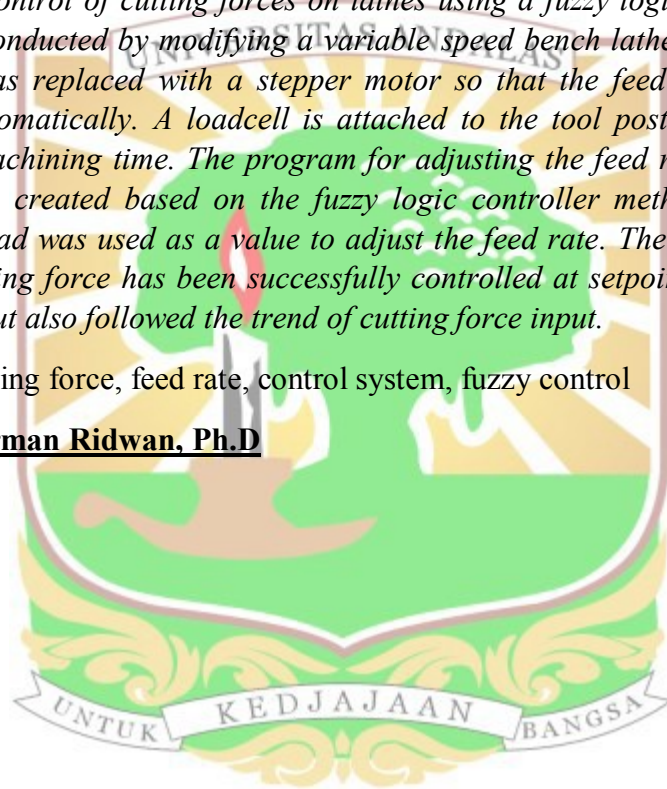 ontrol of cutting forces on lathes using a fuzzy logi
onducted by modifying a variable speed bench lathe
UNIVERSITAS ANDALAS
as replaced with a stepper motor so that the feed
omatically. A loadcell is attached to the tool post
achining time. The program for adjusting the feed r
created based on the fuzzy logic controller meth
ad was used as a value to adjust the feed rate. The
ing force has been successfully controlled at setpoi
ut also followed the trend of cutting force input.
ing force, feed rate, control system, fuzzy control
rman Ridwan, Ph.D
UNTUK KEDJAJAAN BANGSA